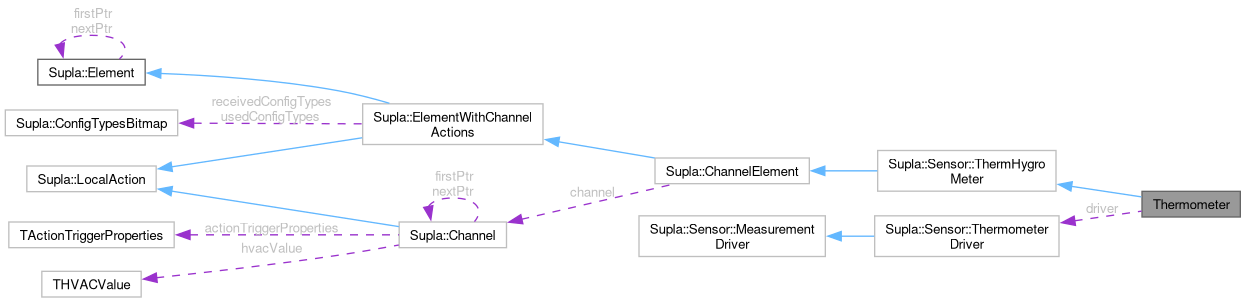 firstPtr
nextPtr
Supla::Element
receivedConfigTypes
usedConfigTypes
Supla::ConfigTypesBitmap
Supla::ElementWithChannel
Actions
Supla::LocalAction
firstPtr
nextPtr
Supla::ChannelElement
Supla::Sensor::ThermHygro
Meter
channel
Thermometer
driver
actionTriggerProperties
TActionTriggerProperties
Supla::Channel
Supla::Sensor::Measurement
Driver
Supla::Sensor::Thermometer
Driver
hvacValue
THVACValue